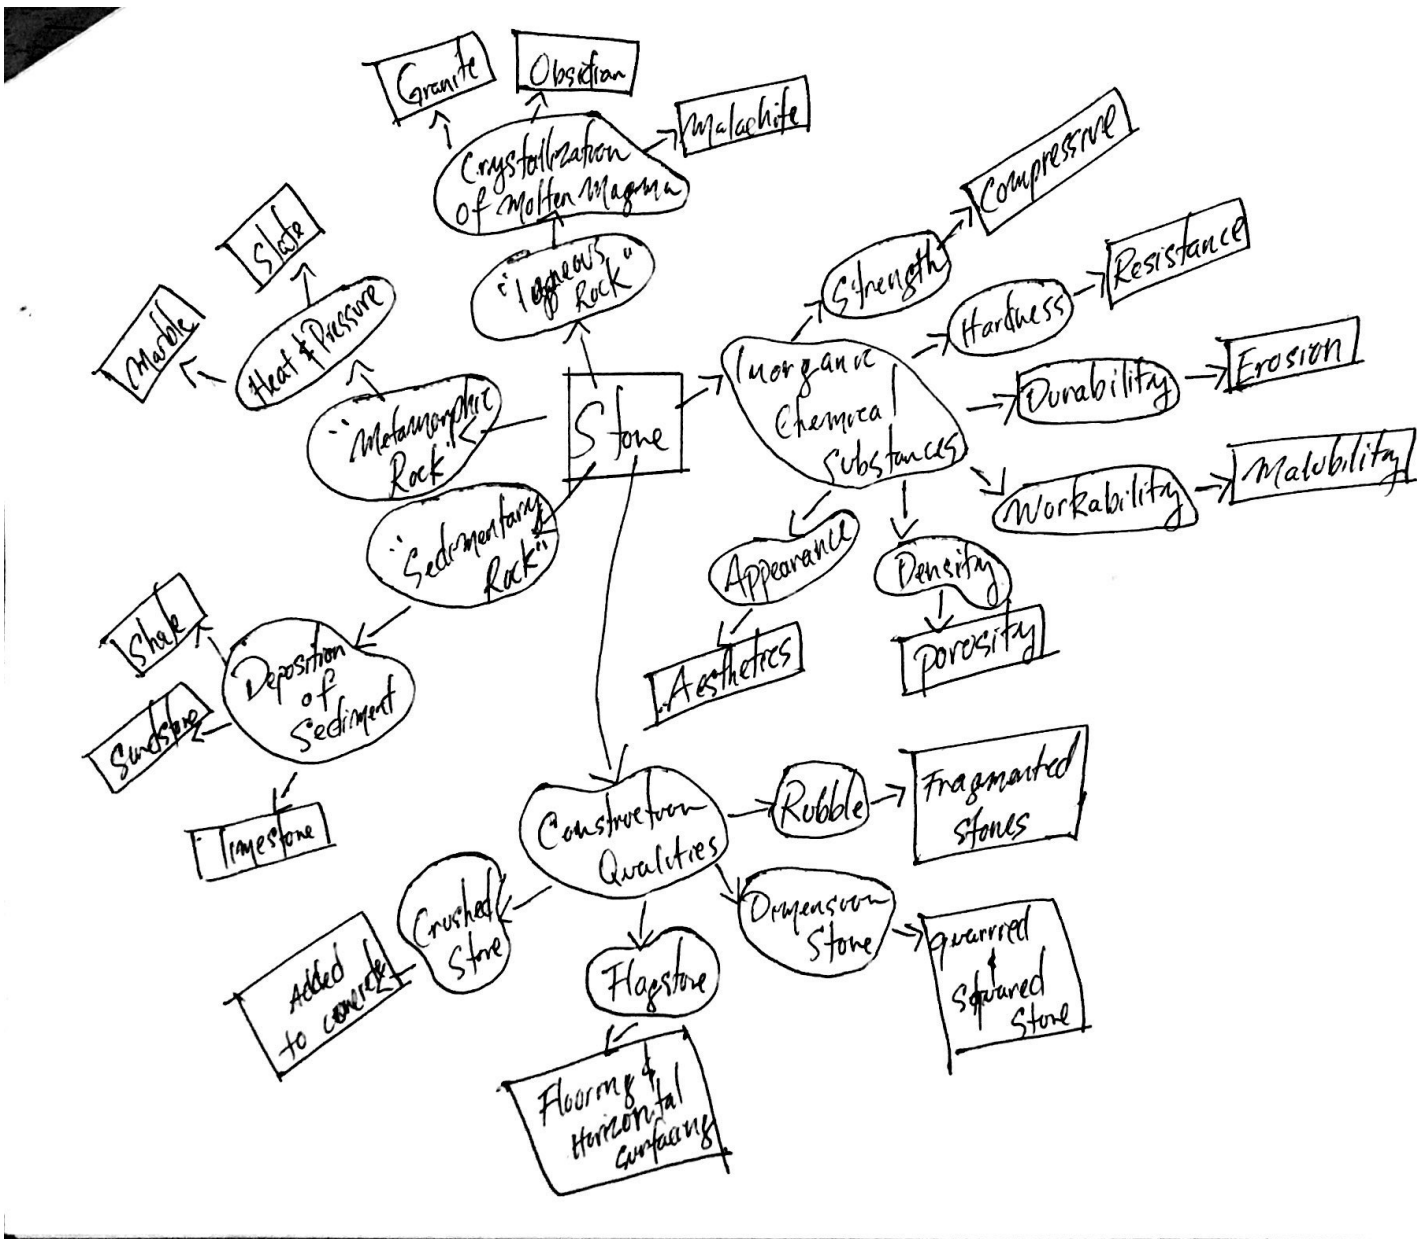 Granite
Obsidian
Malachite
Crystallization
of Molten Magma
"Igneous
Rock"
Slate
Marble
Heat & Pressure
"Metamorphic
Rock"
Stone
"Sedimentary
Rock"
Shale
Sandstone
Limestone
Deposition
of
Sediment
Inorganic
Chemical
Substances
Strength
Compressive
Hardness
Resistance
Durability
Erosion
Workability
Malubility
Appearance
Aesthetics
Density
Porosity
Construction
Qualities
Rubble
Fragmented
Stones
Dimension
Stone
quarried
&
Squared
Stone
Flagstone
Flooring &
Horizontal
Surfacing
Crushed
Stone
Added
to concrete